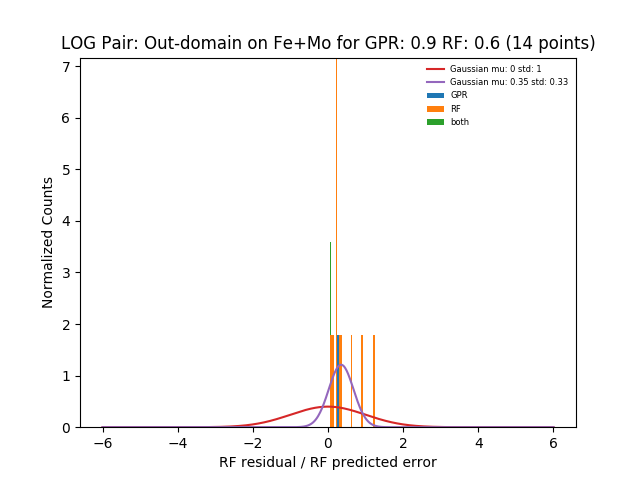 LOG Pair: Out-domain on Fe+Mo for GPR: 0.9 RF: 0.6 (14 points)
Gaussian mu: 0 std: 1
Gaussian mu: 0.35 std: 0.33
GPR
RF
both
Normalized Counts
7
6
5
4
3
2
1
0
−6 −4 −2 0 2 4 6
RF residual / RF predicted error